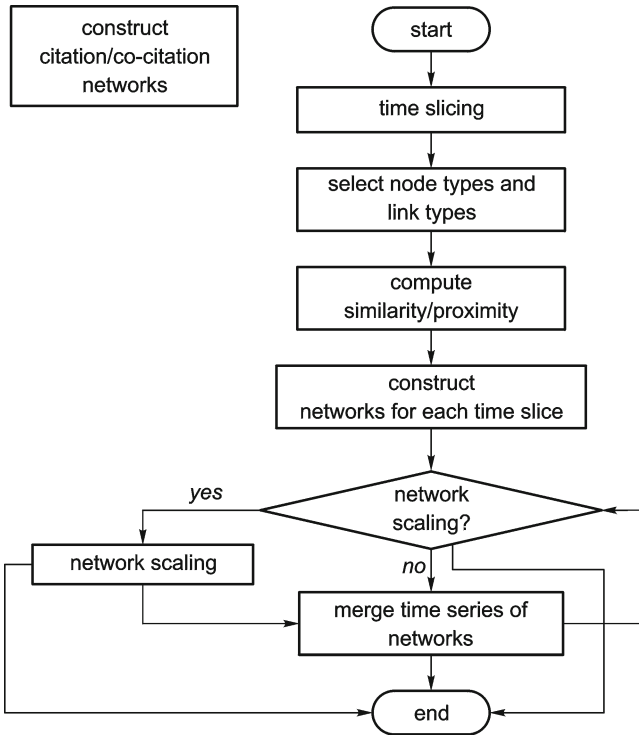 construct
citation/co-citation
networks
start
time slicing
select node types and
link types
compute
similarity/proximity
construct
networks for each time slice
network
scaling?
yes
network scaling
no
merge time series of
networks
end